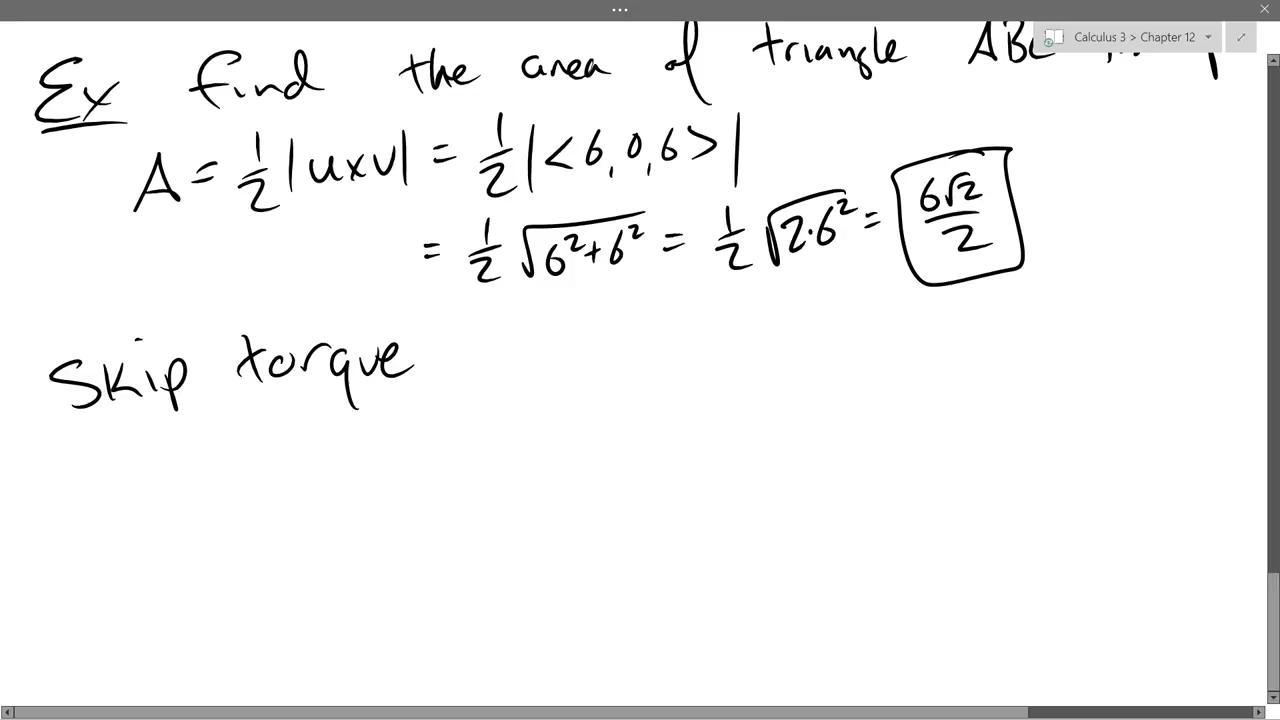 Calculus 3 > Chapter 12
Ex find the area of triangle ABC
A = 1/2 |u×v| = 1/2 |<6,0,6>|
= 1/2 √(6²+6²) = 1/2 √(2·6²) = 6√2/2
Skip torque